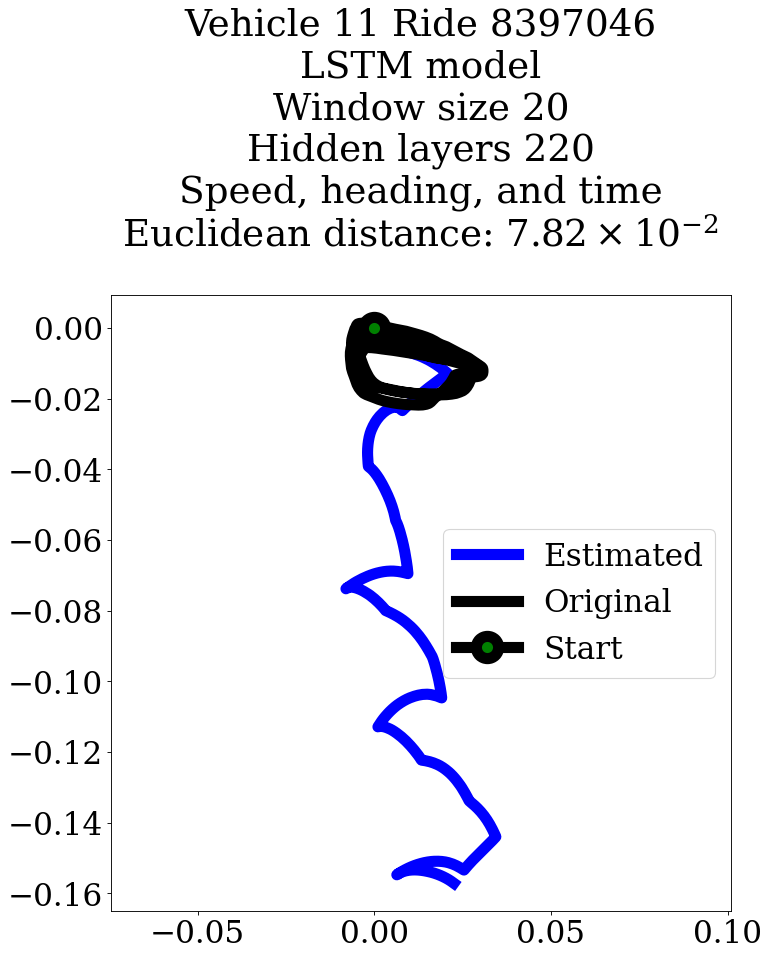 Vehicle 11 Ride 8397046
LSTM model
Window size 20
Hidden layers 220
Speed, heading, and time
Euclidean distance: 7.82 × 10⁻²
0.00
−0.02
−0.04
−0.06
−0.08
−0.10
−0.12
−0.14
−0.16
Estimated
Original
Start
−0.05 0.00 0.05 0.10